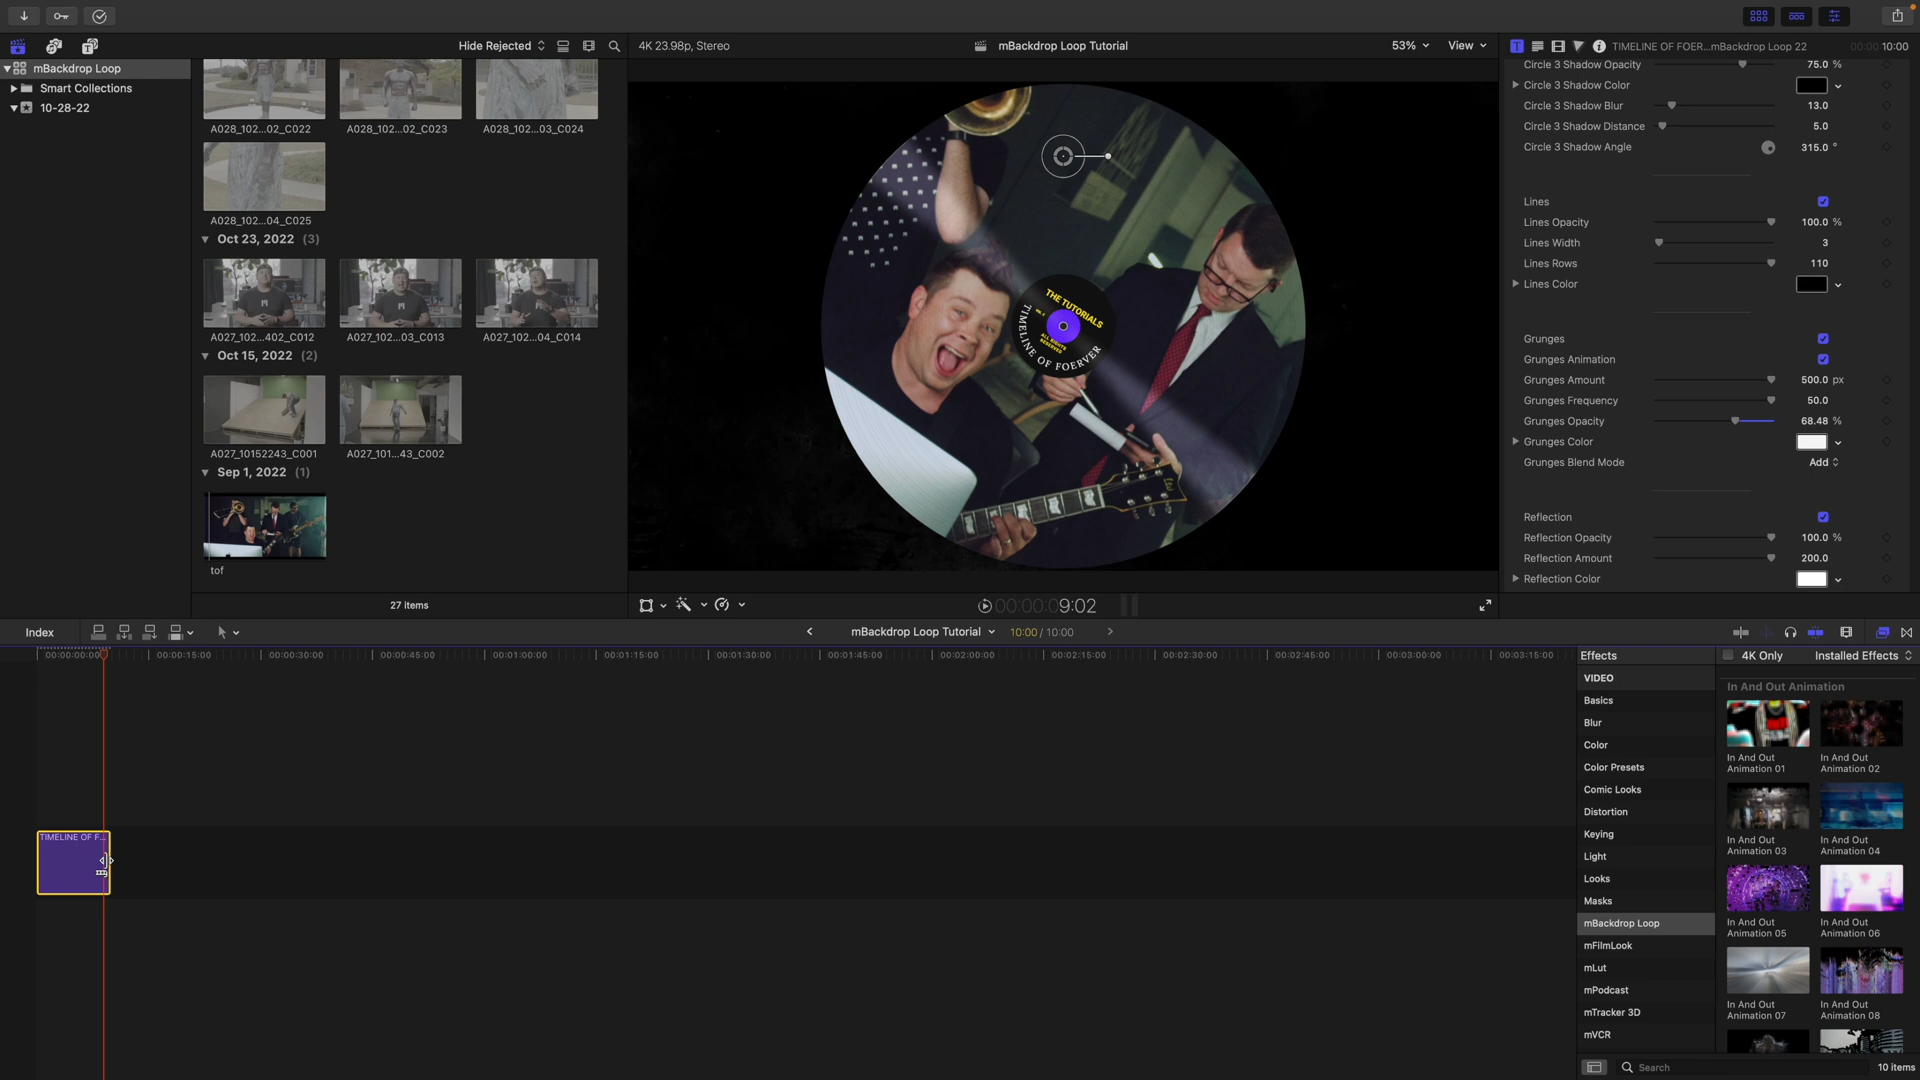 Hide Rejected
4K 23.98p, Stereo
mBackdrop Loop Tutorial
53%
View
TIMELINE OF FOER...mBackdrop Loop 22
00:00:10:00
mBackdrop Loop
Smart Collections
10-28-22
A028_102...02_C022
A028_102...02_C023
A028_102...03_C024
A028_102...04_C025
Oct 23, 2022 (3)
A027_102...402_C012
A027_102...03_C013
A027_102...04_C014
Oct 15, 2022 (2)
A027_10152243_C001
A027_101...43_C002
Sep 1, 2022 (1)
tof
27 items
THE TUTORIALS
VOL. 2
ALL RIGHTS
RESERVED
TIMELINE OF FOERVER
Circle 3 Shadow Opacity 75.0 %
Circle 3 Shadow Color
Circle 3 Shadow Blur 13.0
Circle 3 Shadow Distance 5.0
Circle 3 Shadow Angle 315.0 °
Lines
Lines Opacity 100.0 %
Lines Width 3
Lines Rows 110
Lines Color
Grunges
Grunges Animation
Grunges Amount 500.0 px
Grunges Frequency 50.0
Grunges Opacity 68.48 %
Grunges Color
Grunges Blend Mode Add
Reflection
Reflection Opacity 100.0 %
Reflection Amount 200.0
Reflection Color
00:00:09:02
Index
mBackdrop Loop Tutorial
10:00 / 10:00
00:00:00:00 00:00:15:00 00:00:30:00 00:00:45:00 00:01:00:00 00:01:15:00 00:01:30:00 00:01:45:00 00:02:00:00 00:02:15:00 00:02:30:00 00:02:45:00 00:03:00:00 00:03:15:00
TIMELINE OF F...
Effects
4K Only
Installed Effects
VIDEO
Basics
Blur
Color
Color Presets
Comic Looks
Distortion
Keying
Light
Looks
Masks
mBackdrop Loop
mFilmLook
mLut
mPodcast
mTracker 3D
mVCR
In And Out Animation
In And Out
Animation 01
In And Out
Animation 02
In And Out
Animation 03
In And Out
Animation 04
In And Out
Animation 05
In And Out
Animation 06
In And Out
Animation 07
In And Out
Animation 08
Search
10 items